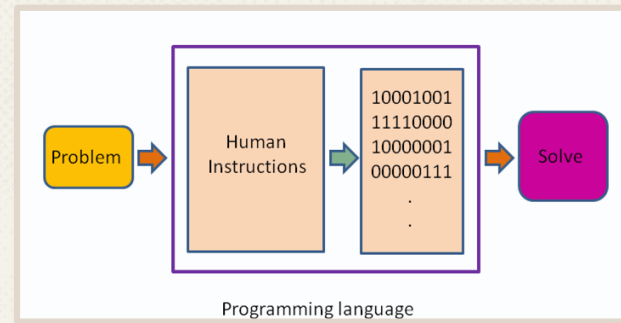 Problem
Human
Instructions
10001001
11110000
10000001
00000111
.
.
Solve
Programming language